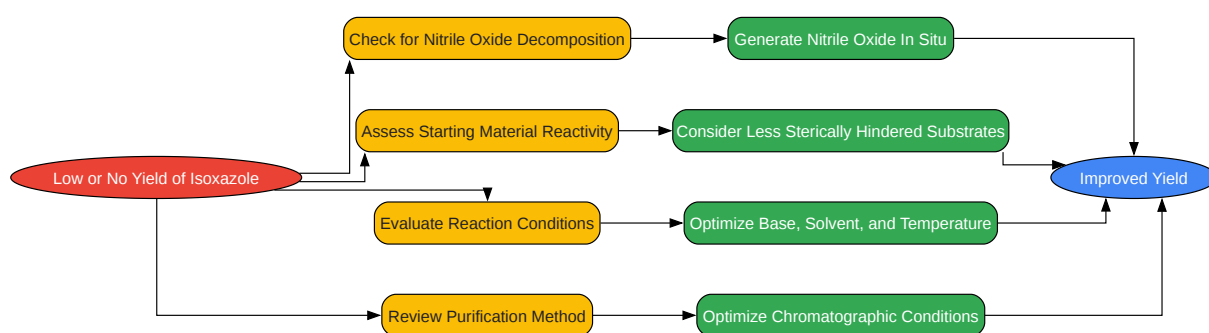 Check for Nitrile Oxide Decomposition
Generate Nitrile Oxide In Situ
Assess Starting Material Reactivity
Consider Less Sterically Hindered Substrates
Low or No Yield of Isoxazole
Improved Yield
Evaluate Reaction Conditions
Optimize Base, Solvent, and Temperature
Review Purification Method
Optimize Chromatographic Conditions